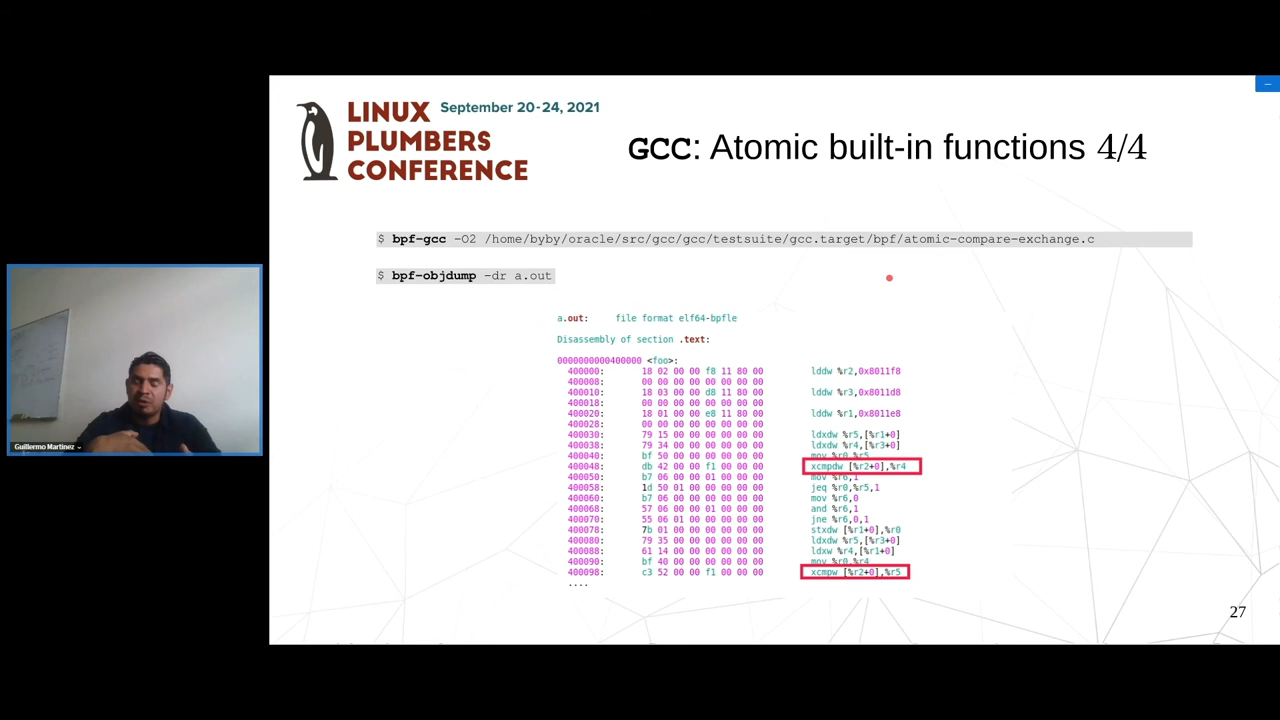 LINUX
PLUMBERS
CONFERENCE
September 20-24, 2021
GCC: Atomic built-in functions 4/4
$ bpf-gcc -O2 /home/byby/oracle/src/gcc/gcc/testsuite/gcc.target/bpf/atomic-compare-exchange.c
$ bpf-objdump -dr a.out
a.out: file format elf64-bpfle
Disassembly of section .text:
0000000000400000 <foo>:
400000: 18 02 00 00 f8 11 80 00 lddw %r2,0x8011f8
400008: 00 00 00 00 00 00 00 00
400010: 18 03 00 00 d8 11 80 00 lddw %r3,0x8011d8
400018: 00 00 00 00 00 00 00 00
400020: 18 01 00 00 e8 11 80 00 lddw %r1,0x8011e8
400028: 00 00 00 00 00 00 00 00
400030: 79 15 00 00 00 00 00 00 ldxdw %r5,[%r1+0]
400038: 79 34 00 00 00 00 00 00 ldxdw %r4,[%r3+0]
400040: bf 50 00 00 00 00 00 00 mov %r0,%r5
400048: db 42 00 00 f1 00 00 00 xcmpdw [%r2+0],%r4
400050: b7 06 00 00 01 00 00 00 mov %r6,1
400058: 1d 50 01 00 00 00 00 00 jeq %r0,%r5,1
400060: b7 06 00 00 00 00 00 00 mov %r6,0
400068: 57 06 00 00 01 00 00 00 and %r6,1
400070: 55 06 01 00 00 00 00 00 jne %r6,0,1
400078: 7b 01 00 00 00 00 00 00 stxdw [%r1+0],%r0
400080: 79 35 00 00 00 00 00 00 ldxdw %r5,[%r3+0]
400088: 61 14 00 00 00 00 00 00 ldxw %r4,[%r1+0]
400090: bf 40 00 00 00 00 00 00 mov %r0,%r4
400098: c3 52 00 00 f1 00 00 00 xcmpw [%r2+0],%r5
....
27
Guillermo Martinez